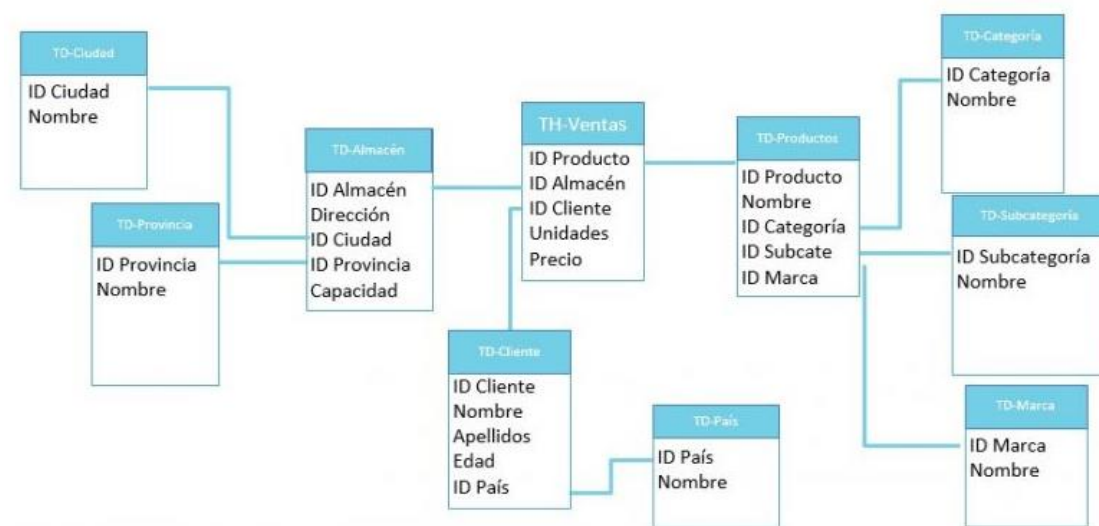 TD-Ciudad
ID Ciudad
Nombre
TD-Provincia
ID Provincia
Nombre
TD-Almacén
ID Almacén
Dirección
ID Ciudad
ID Provincia
Capacidad
TH-Ventas
ID Producto
ID Almacén
ID Cliente
Unidades
Precio
TD-Cliente
ID Cliente
Nombre
Apellidos
Edad
ID País
TD-País
ID País
Nombre
TD-Productos
ID Producto
Nombre
ID Categoría
ID Subcate
ID Marca
TD-Categoría
ID Categoría
Nombre
TD-Subcategoría
ID Subcategoría
Nombre
TD-Marca
ID Marca
Nombre